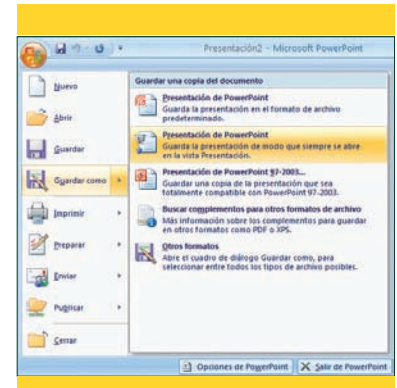 Presentación2 - Microsoft PowerPoint
Nuevo
Abrir
Guardar
Guardar como
Imprimir
Preparar
Enviar
Publicar
Cerrar
Guardar una copia del documento
Presentación de PowerPoint
Guarda la presentación en el formato de archivo
predeterminado.
Presentación de PowerPoint
Guarda la presentación de modo que siempre se abre
en la vista Presentación.
Presentación de PowerPoint 97-2003...
Guardar una copia de la presentación que sea
totalmente compatible con PowerPoint 97-2003.
Buscar complementos para otros formatos de archivo
Más información sobre los complementos para guardar
en otros formatos como PDF o XPS.
Otros formatos
Abre el cuadro de diálogo Guardar como, para
seleccionar entre todos los tipos de archivo posibles.
Opciones de PowerPoint
Salir de PowerPoint